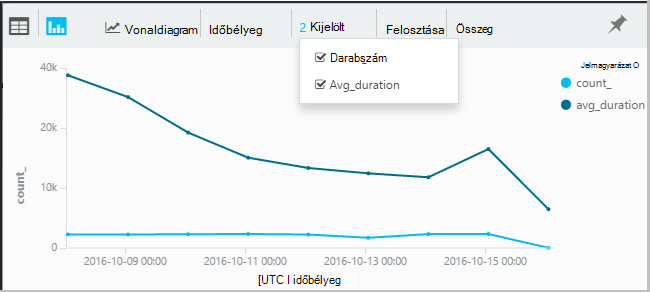 Vonaldiagram Időbélyeg 2 Kijelölt Felosztása Összeg
Darabszám
Avg_duration
Jelmagyarázat O
count_
avg_duration
40k
20k
10k
0
count_
2016-10-09 00:00 2016-10-11 00:00 2016-10-13 00:00 2016-10-15 00:00
[UTC I időbélyeg